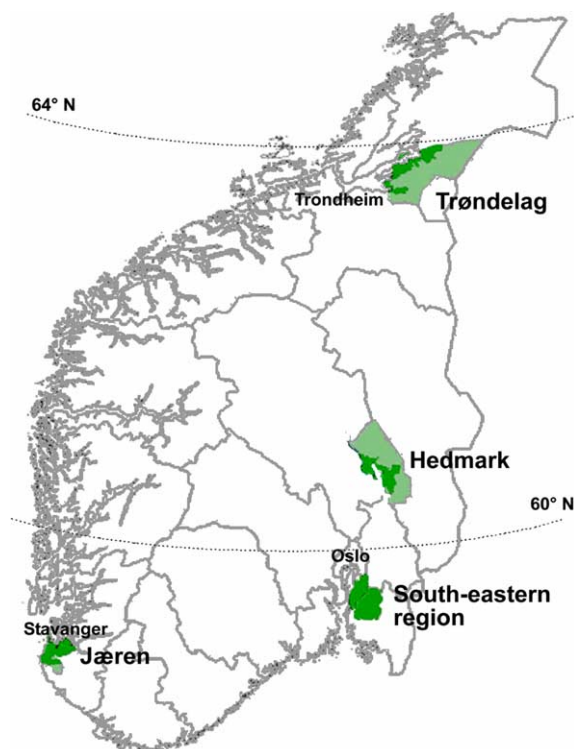 64° N
Trondheim
Trøndelag
Hedmark
60° N
Oslo
South-eastern
region
Stavanger
Jæren